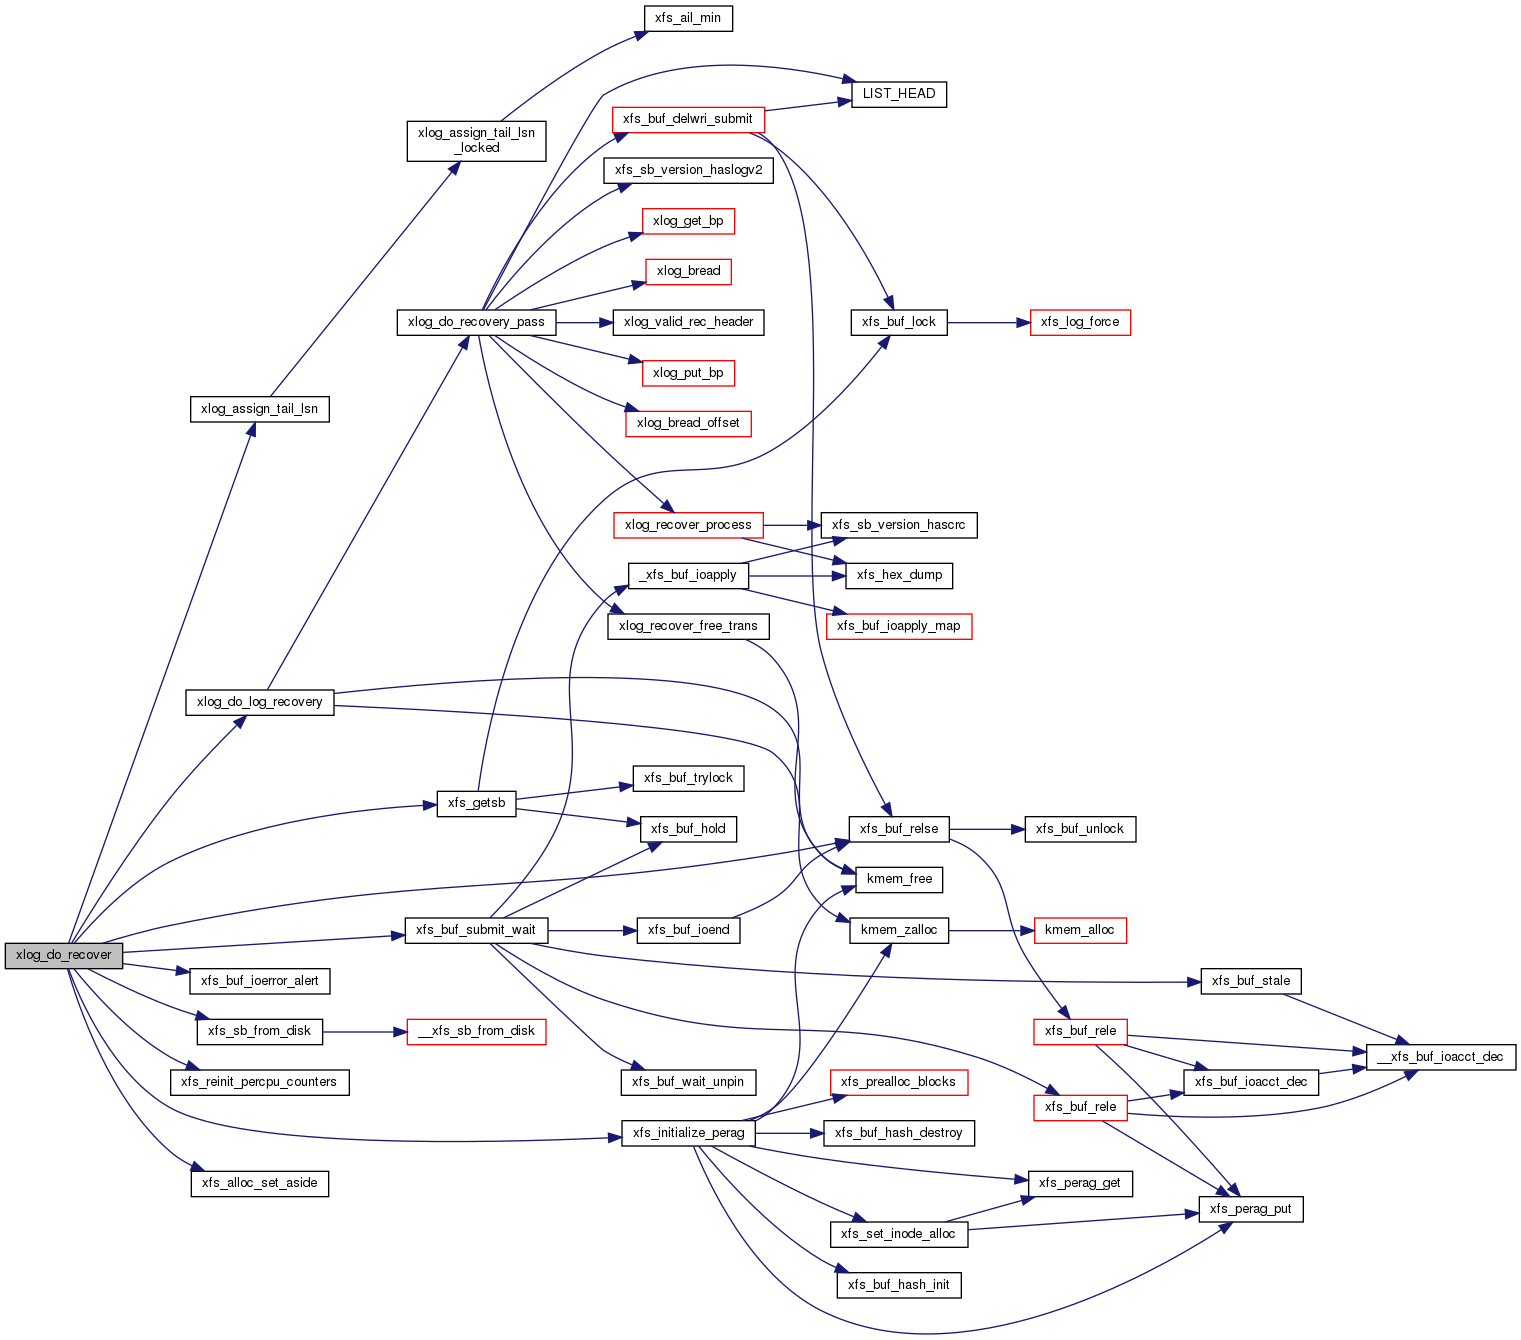 xfs_ail_min
LIST_HEAD
xfs_buf_delwri_submit
xlog_assign_tail_lsn
_locked
xfs_sb_version_haslogv2
xlog_get_bp
xlog_bread
xlog_do_recovery_pass
xlog_valid_rec_header
xfs_buf_lock
xfs_log_force
xlog_put_bp
xlog_assign_tail_lsn
xlog_bread_offset
xlog_recover_process
xfs_sb_version_hascrc
_xfs_buf_ioapply
xfs_hex_dump
xlog_recover_free_trans
xfs_buf_ioapply_map
xlog_do_log_recovery
xfs_buf_trylock
xfs_getsb
xfs_buf_hold
xfs_buf_relse
xfs_buf_unlock
kmem_free
xfs_buf_submit_wait
xfs_buf_ioend
kmem_zalloc
kmem_alloc
xlog_do_recover
xfs_buf_ioerror_alert
xfs_buf_stale
xfs_sb_from_disk
__xfs_sb_from_disk
xfs_buf_rele
__xfs_buf_ioacct_dec
xfs_reinit_percpu_counters
xfs_buf_wait_unpin
xfs_prealloc_blocks
xfs_buf_ioacct_dec
xfs_buf_rele
xfs_initialize_perag
xfs_buf_hash_destroy
xfs_alloc_set_aside
xfs_perag_get
xfs_perag_put
xfs_set_inode_alloc
xfs_buf_hash_init